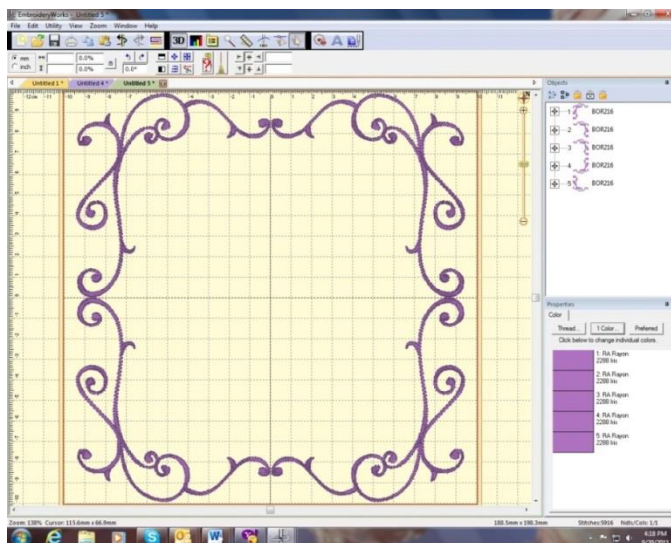 EmbroideryWorks - Untitled 5 *
File Edit Utility View Zoom Window Help
3D
mm
inch
0.0%
0.0%
0.0°
Untitled 1 * Untitled 4 * Untitled 5 *
Objects
1 BOR216
2 BOR216
3 BOR216
4 BOR216
5 BOR216
Properties
Color
Thread... 1 Color... Preferred
Click below to change individual colors.
1: RA Rayon
2288 Iris
2: RA Rayon
2288 Iris
3: RA Rayon
2288 Iris
4: RA Rayon
2288 Iris
5: RA Rayon
2288 Iris
Zoom: 138% Cursor: 115.6mm x 66.9mm 188.5mm x 198.3mm Stitches:5916 Ndls/Cols: 1/1
4:18 PM